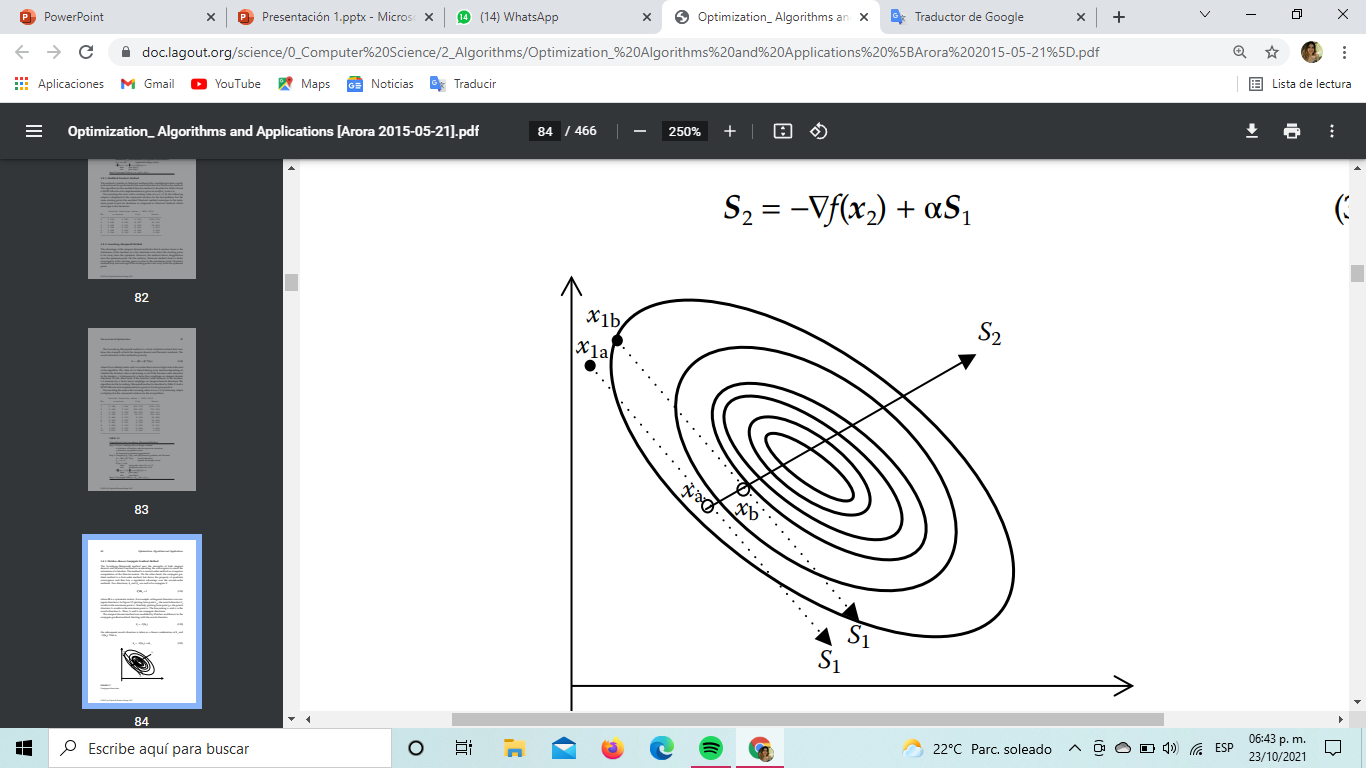 PowerPoint
Presentación 1.pptx - Micros
(14) WhatsApp
Optimization_ Algorithms an
Traductor de Google
doc.lagout.org/science/0_Computer%20Science/2_Algorithms/Optimization_%20Algorithms%20and%20Applications%20%5BArora%202015-05-21%5D.pdf
Aplicaciones
Gmail
YouTube
Maps
Noticias
Traducir
Lista de lectura
Optimization_ Algorithms and Applications [Arora 2015-05-21].pdf
84 / 466
250%
82
83
84
S₂ = −∇f(x₂) + αS₁
(3
x₁b
x₁a
S₂
xa
xb
S₁
S₁
Escribe aquí para buscar
22°C Parc. soleado
ESP
06:43 p. m.
23/10/2021